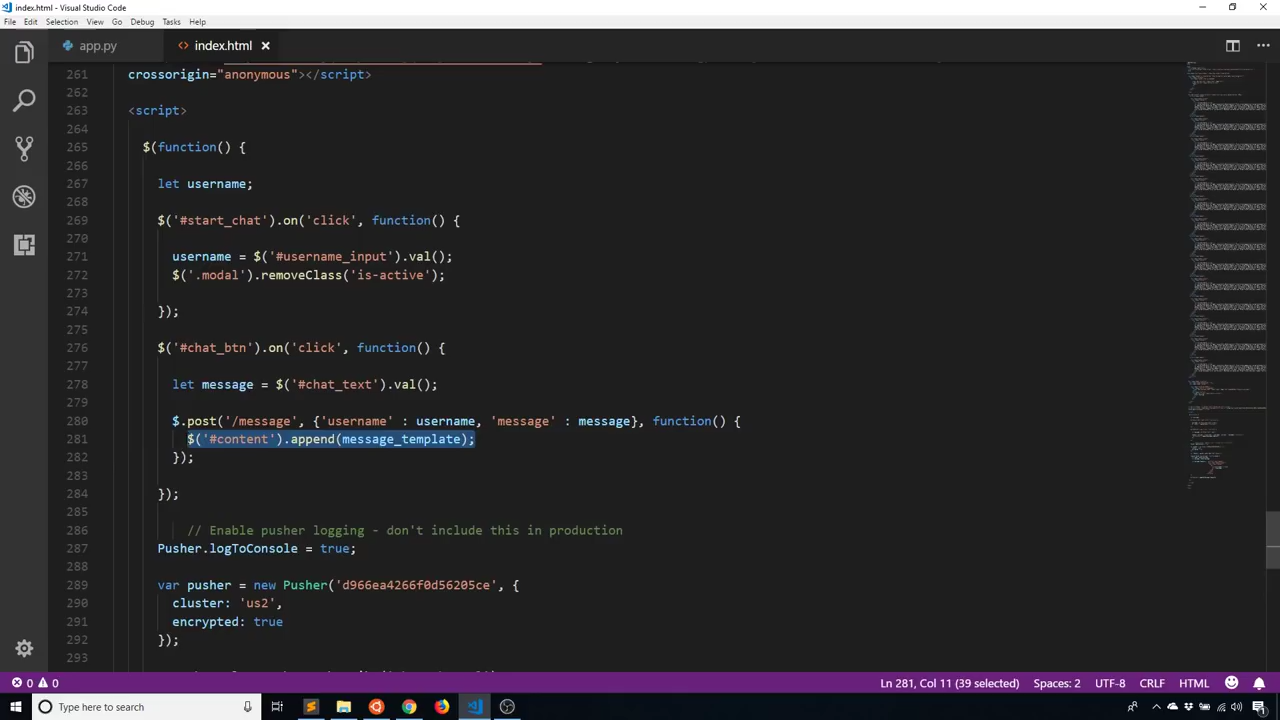 index.html - Visual Studio Code
File Edit Selection View Go Debug Tasks Help
app.py index.html
261 crossorigin="anonymous"></script>
262
263 <script>
264
265 $(function() {
266
267 let username;
268
269 $('#start_chat').on('click', function() {
270
271 username = $('#username_input').val();
272 $('.modal').removeClass('is-active');
273
274 });
275
276 $('#chat_btn').on('click', function() {
277
278 let message = $('#chat_text').val();
279
280 $.post('/message', {'username' : username, 'message' : message}, function() {
281 $('#content').append(message_template);
282 });
283
284 });
285
286 // Enable pusher logging - don't include this in production
287 Pusher.logToConsole = true;
288
289 var pusher = new Pusher('d966ea4266f0d56205ce', {
290 cluster: 'us2',
291 encrypted: true
292 });
293
0 0 Ln 281, Col 11 (39 selected) Spaces: 2 UTF-8 CRLF HTML
Type here to search